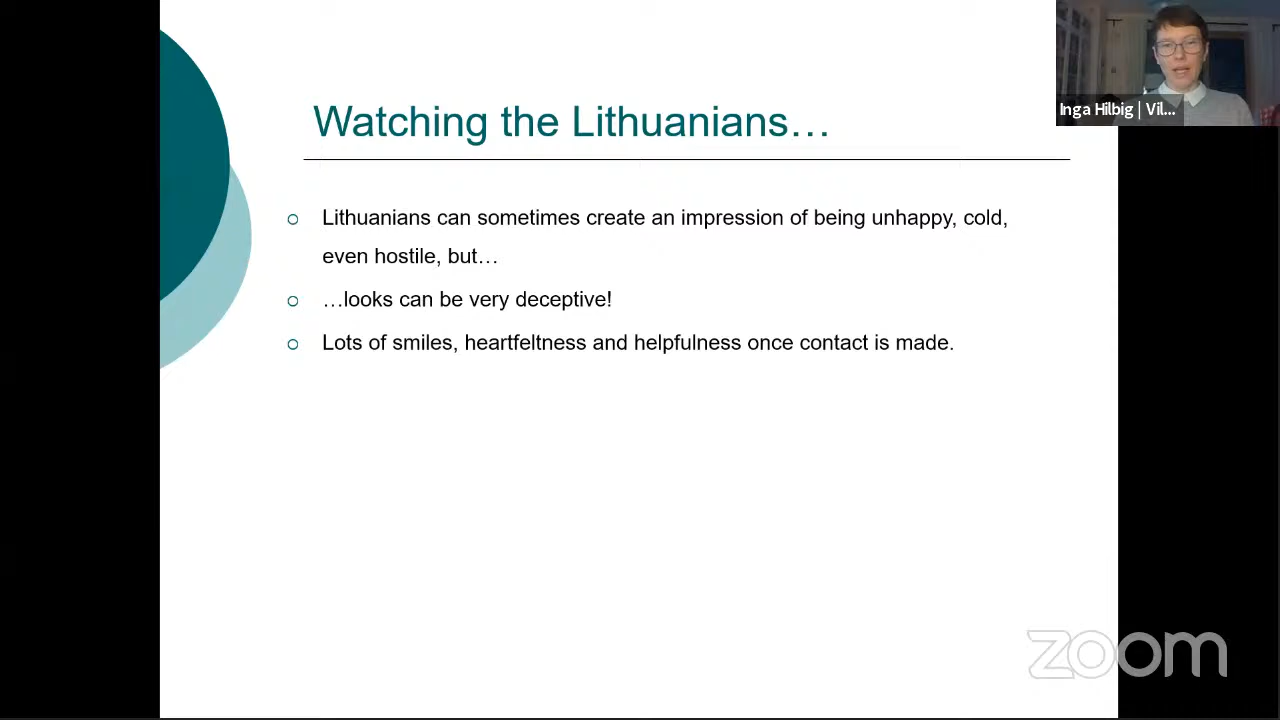 Watching the Lithuanians…
Inga Hilbig | Vil...
Lithuanians can sometimes create an impression of being unhappy, cold,
even hostile, but…
…looks can be very deceptive!
Lots of smiles, heartfeltness and helpfulness once contact is made.
zoom